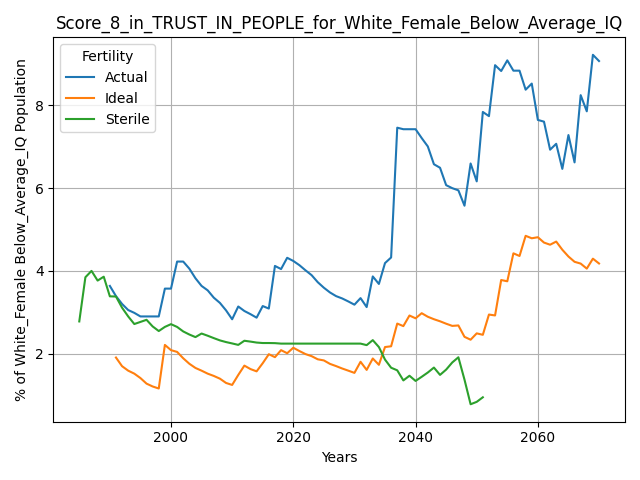 Score_8_in_TRUST_IN_PEOPLE_for_White_Female_Below_Average_IQ
% of White_Female Below_Average_IQ Population
Fertility
Actual
Ideal
Sterile
8
6
4
2
2000 2020 2040 2060
Years